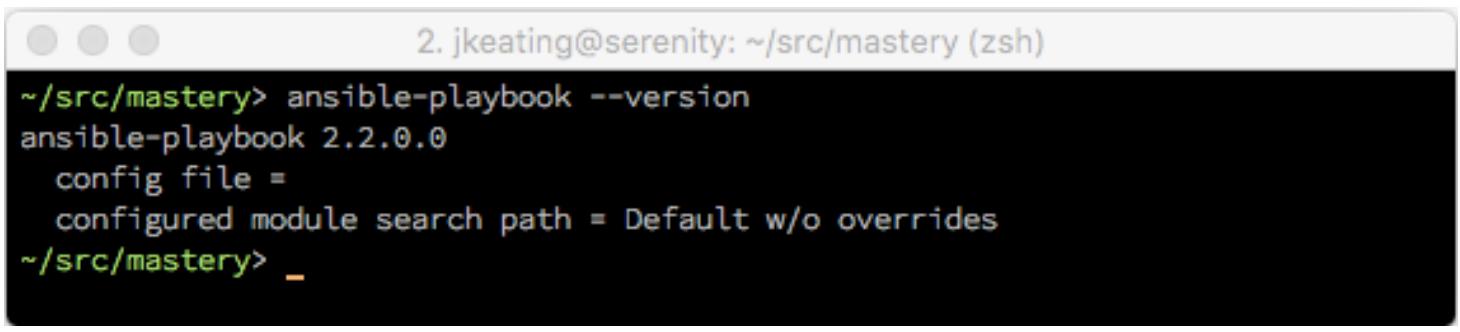 2. jkeating@serenity: ~/src/mastery (zsh)
~/src/mastery> ansible-playbook --version
ansible-playbook 2.2.0.0
  config file =
  configured module search path = Default w/o overrides
~/src/mastery> _